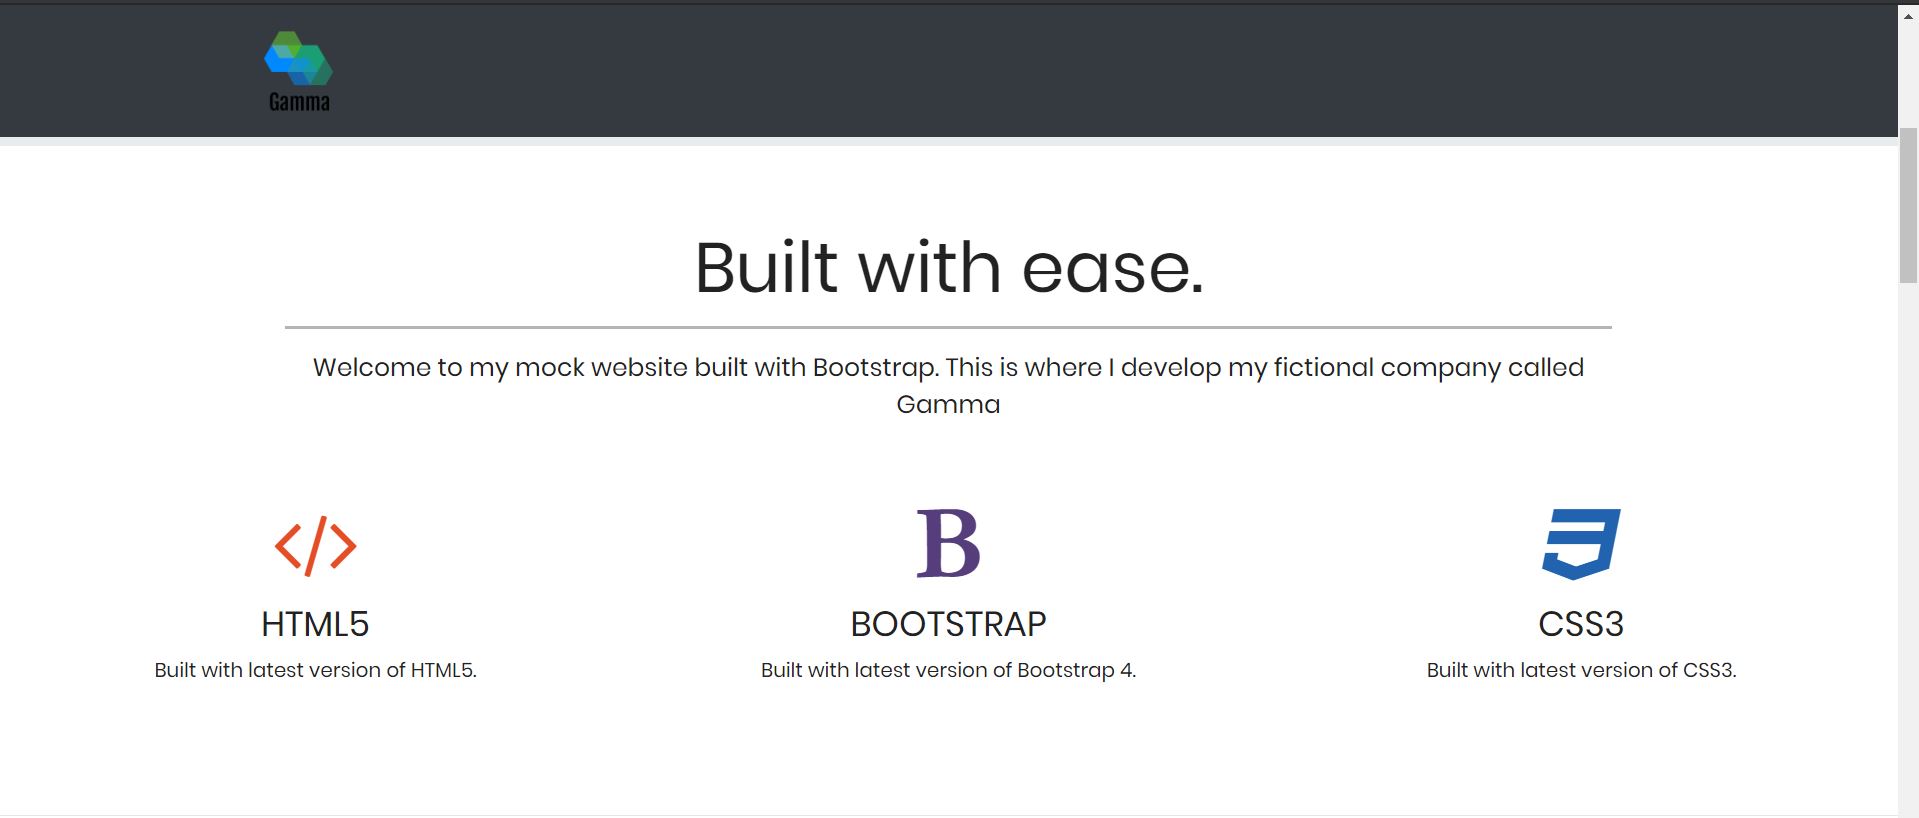 Gamma
Built with ease.
Welcome to my mock website built with Bootstrap. This is where I develop my fictional company called
Gamma
HTML5
BOOTSTRAP
CSS3
Built with latest version of HTML5.
Built with latest version of Bootstrap 4.
Built with latest version of CSS3.